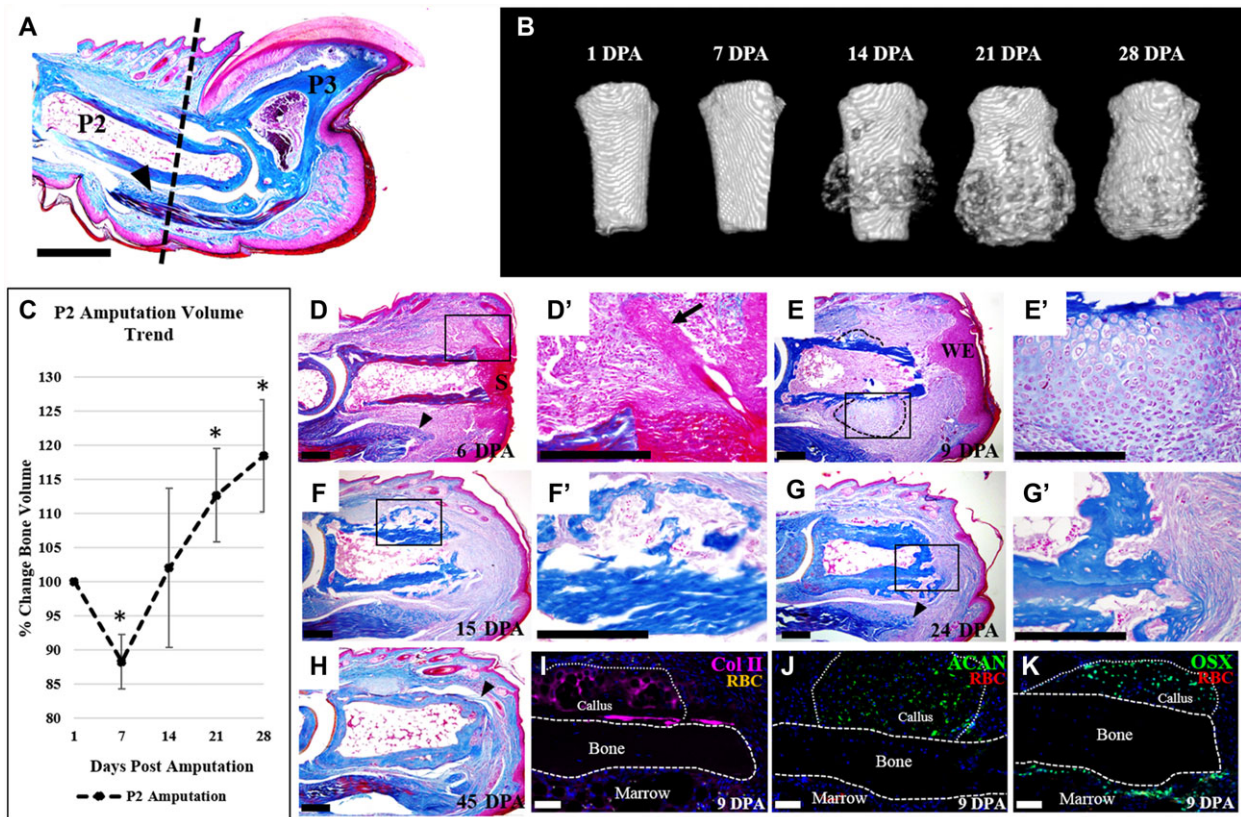 A
P2
P3
B
1 DPA 7 DPA 14 DPA 21 DPA 28 DPA
C
P2 Amputation Volume
Trend
% Change Bone Volume
130
125
120
115
110
105
100
95
90
85
80
*
*
*
1 7 14 21 28
Days Post Amputation
P2 Amputation
D
S
6 DPA
D'
E
WE
9 DPA
E'
F
15 DPA
F'
G
24 DPA
G'
H
45 DPA
I
Col II
RBC
Callus
Bone
Marrow
9 DPA
J
ACAN
RBC
Callus
Bone
Marrow
9 DPA
K
OSX
RBC
Callus
Bone
Marrow
9 DPA